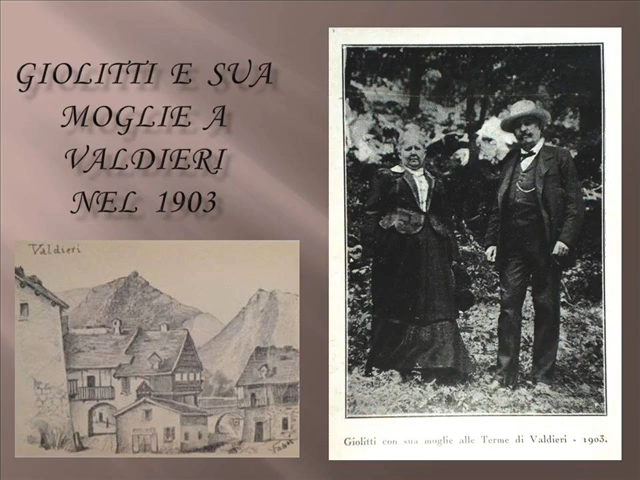 GIOLITTI E SUA
MOGLIE A
VALDIERI
NEL 1903
Valdieri
Giolitti con sua moglie alle Terme di Valdieri - 1903.